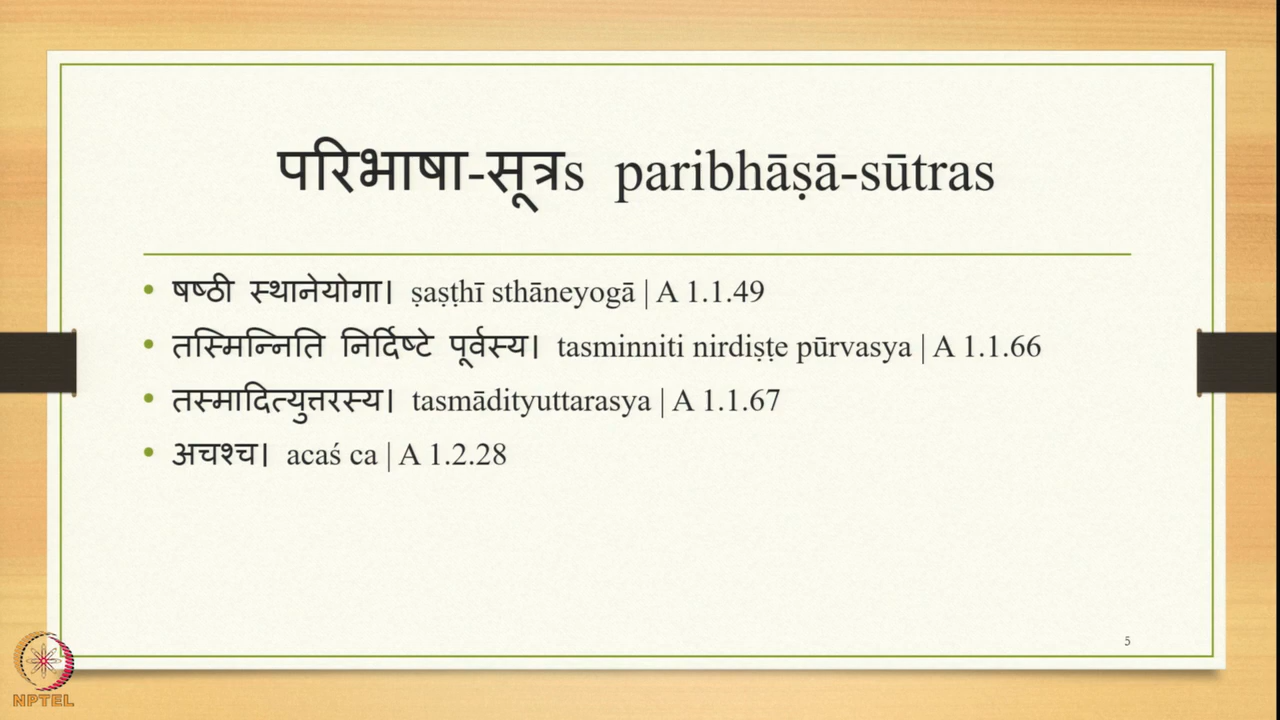 परिभाषा-सूत्रs paribhāṣā-sūtras
• षष्ठी स्थानेयोगा। ṣaṣṭhī sthāneyogā | A 1.1.49
• तस्मिन्निति निर्दिष्टे पूर्वस्य। tasminniti nirdiṣṭe pūrvasya | A 1.1.66
• तस्मादित्युत्तरस्य। tasmādityuttarasya | A 1.1.67
• अचश्च। acaś ca | A 1.2.28
5
NPTEL